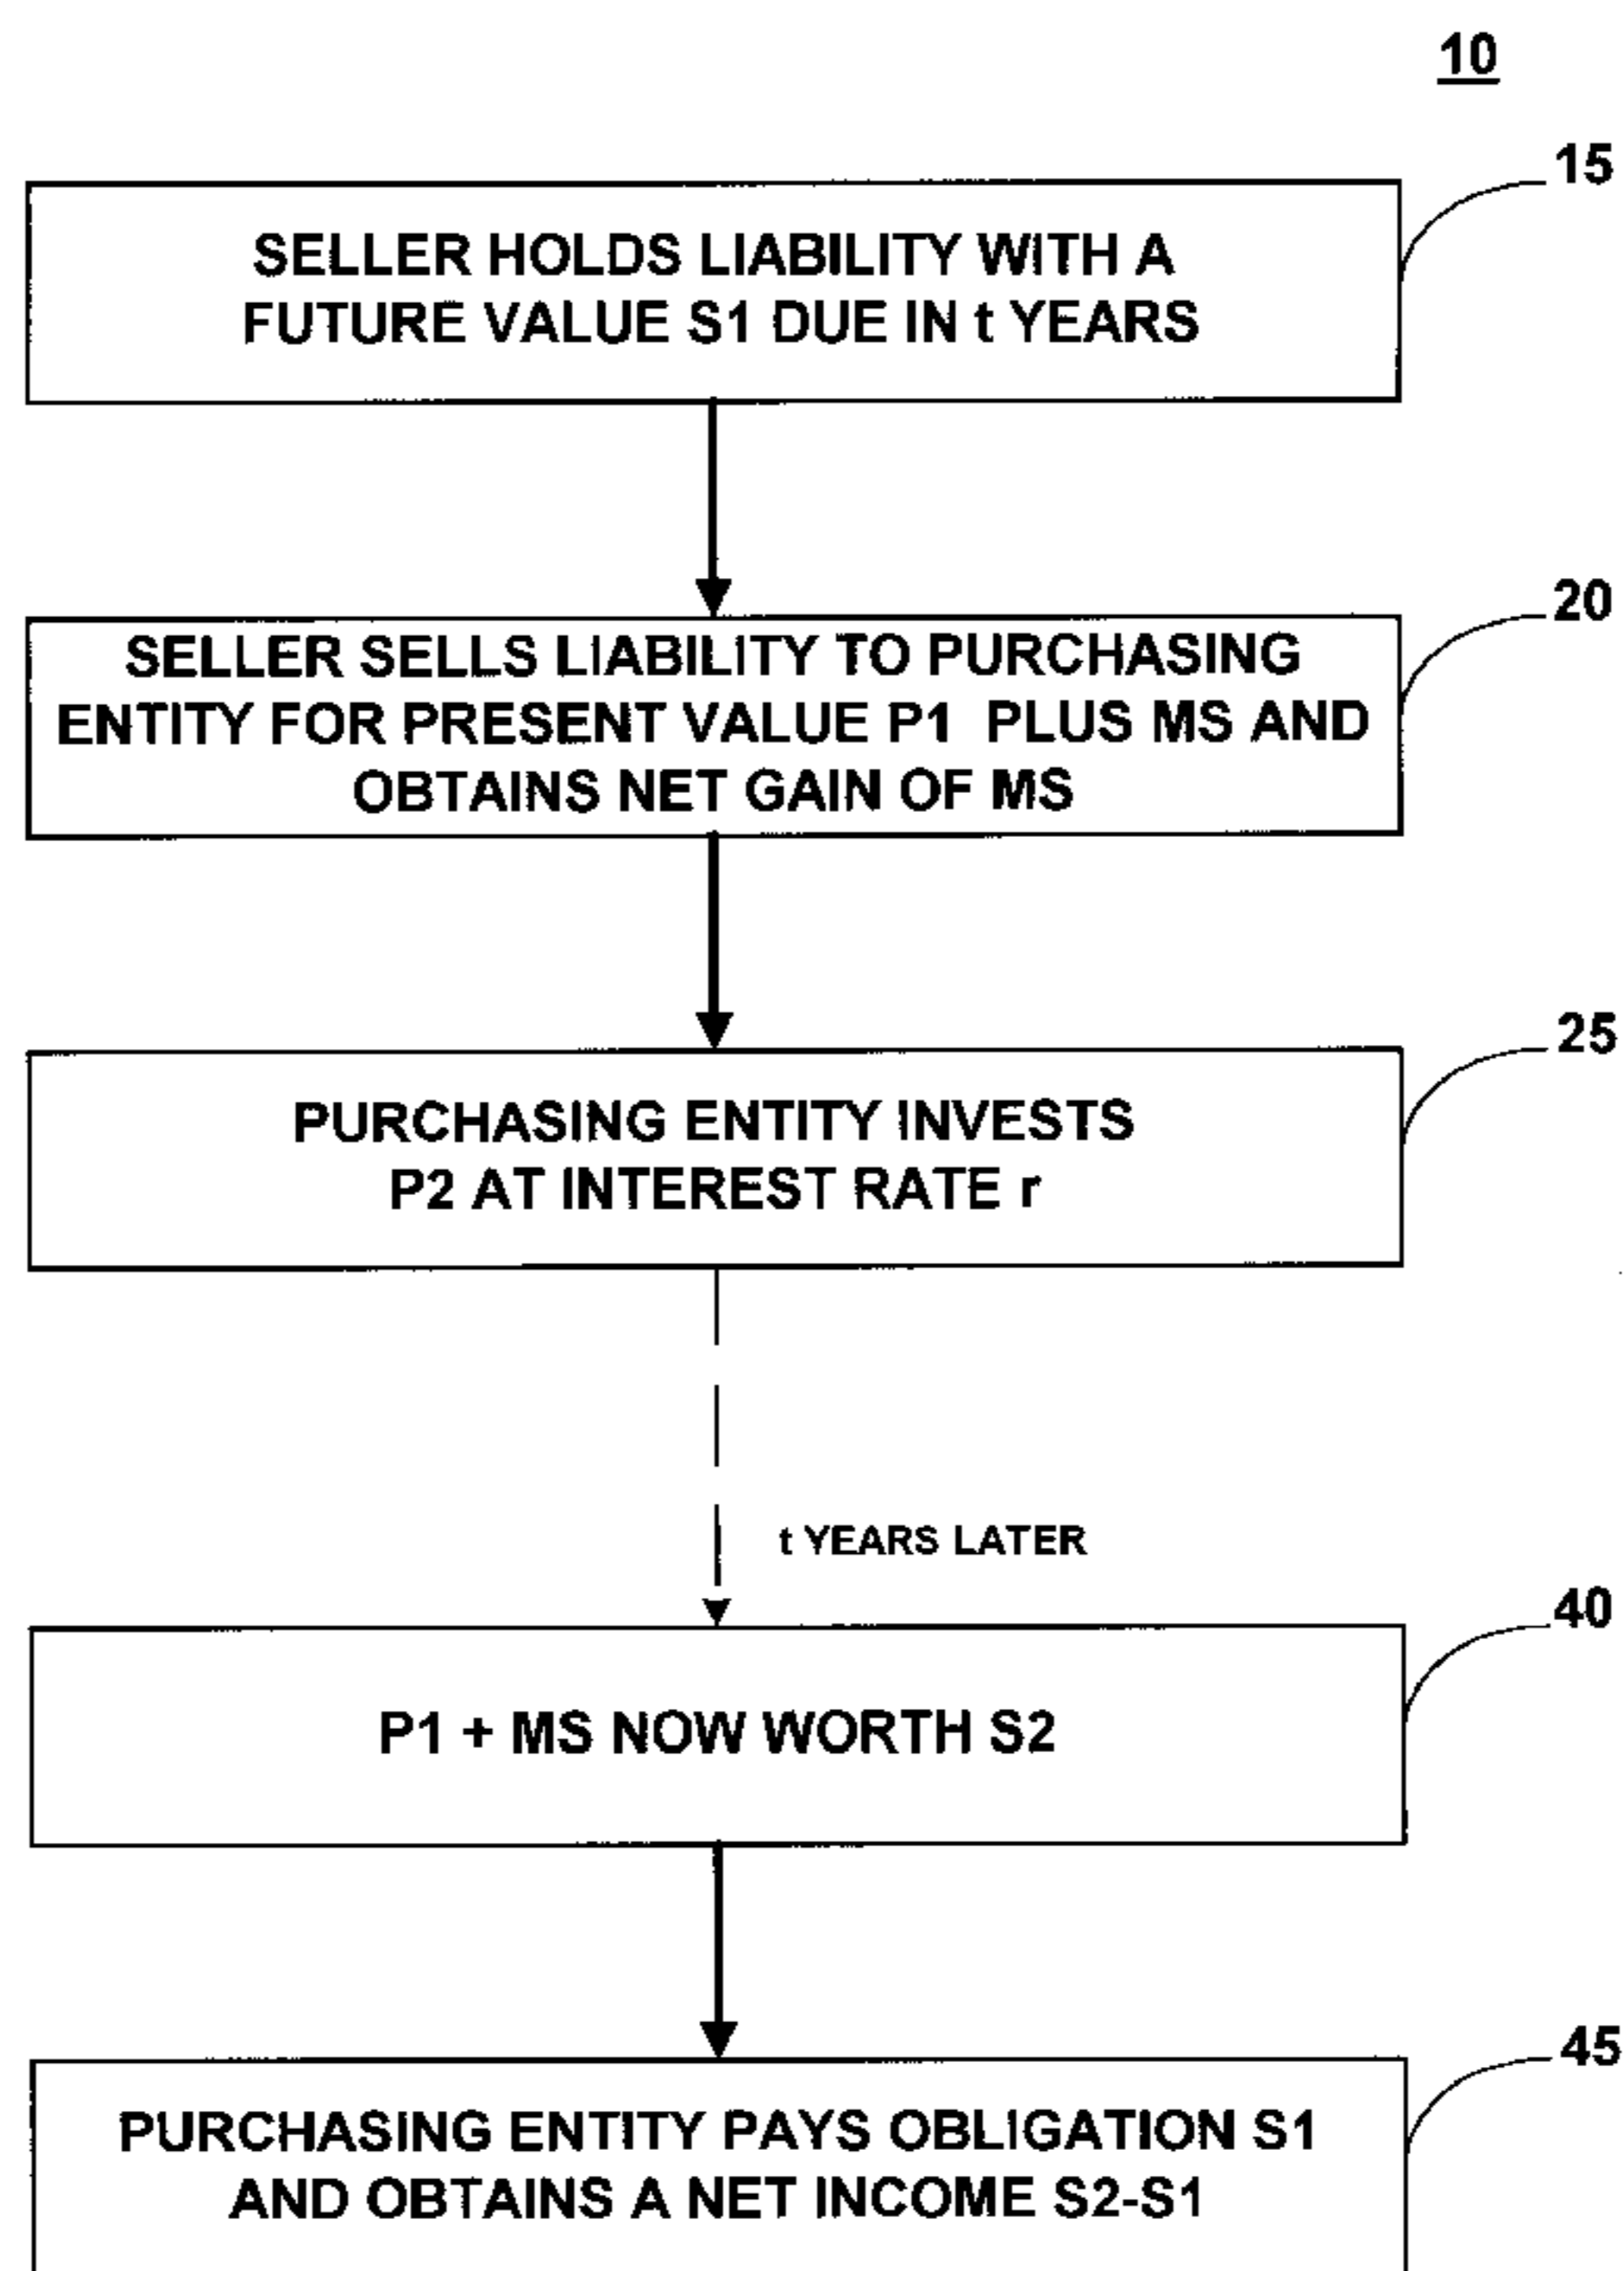 10
15
SELLER HOLDS LIABILITY WITH A
FUTURE VALUE S1 DUE IN t YEARS
20
SELLER SELLS LIABILITY TO PURCHASING
ENTITY FOR PRESENT VALUE P1 PLUS MS AND
OBTAINS NET GAIN OF MS
25
PURCHASING ENTITY INVESTS
P2 AT INTEREST RATE r
t YEARS LATER
40
P1 + MS NOW WORTH S2
45
PURCHASING ENTITY PAYS OBLIGATION S1
AND OBTAINS A NET INCOME S2-S1